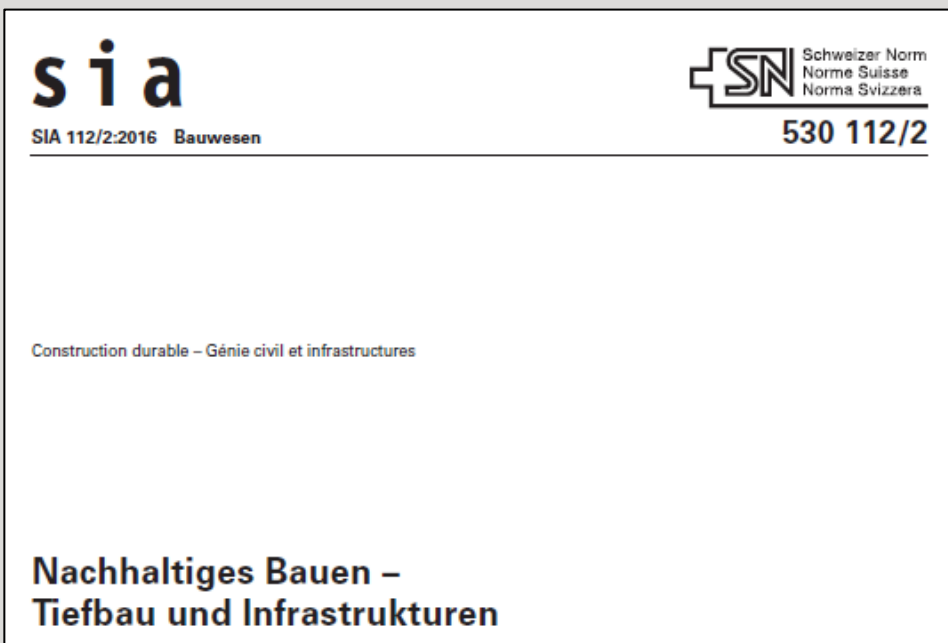 sia
SN
Schweizer Norm
Norme Suisse
Norma Svizzera
SIA 112/2:2016 Bauwesen
530 112/2
Construction durable – Génie civil et infrastructures
Nachhaltiges Bauen –
Tiefbau und Infrastrukturen